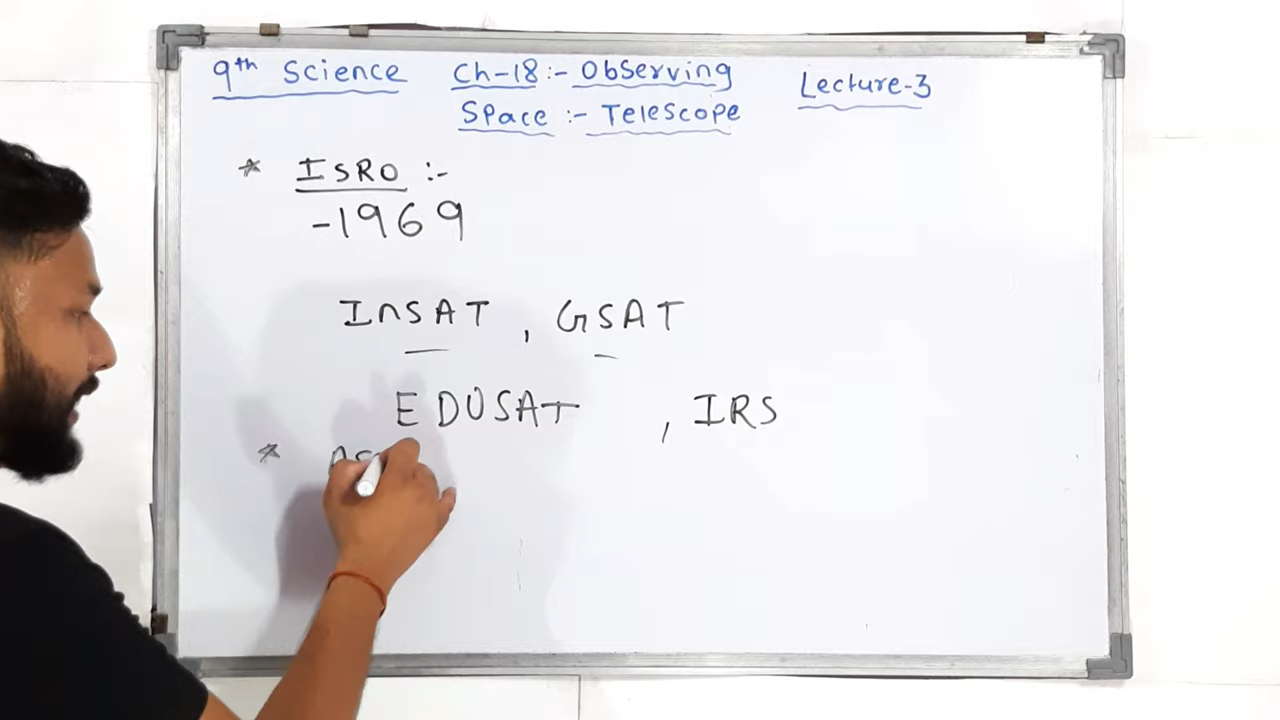 9th Science Ch-18:- Observing Lecture-3
Space :- Telescope
* ISRO :-
-1969
InSAT , GSAT
EDUSAT , IRS
*